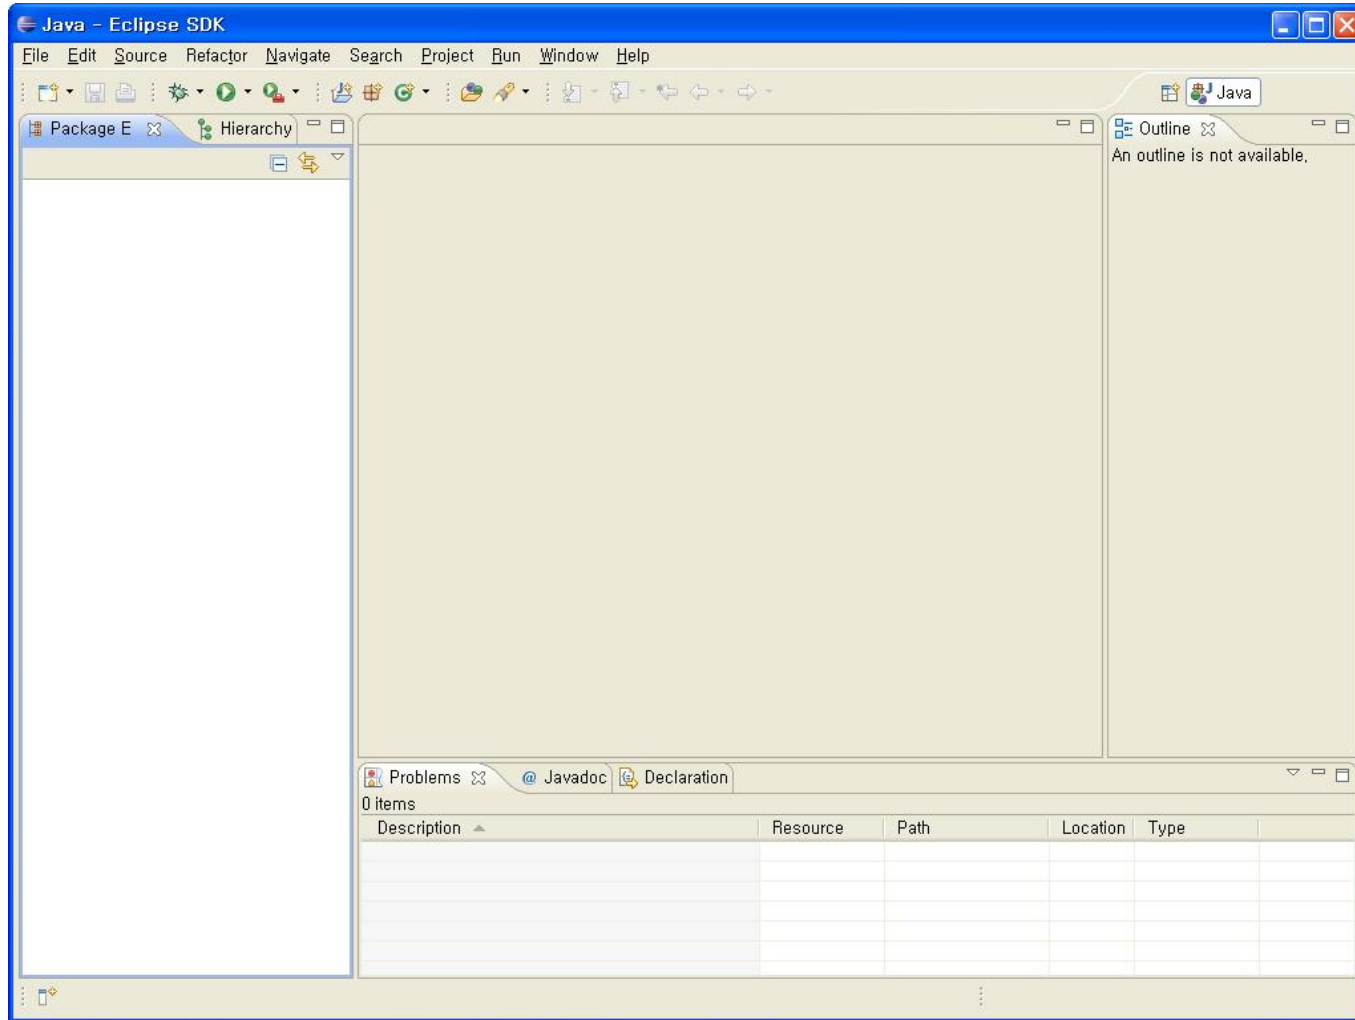 Java - Eclipse SDK
File Edit Source Refactor Navigate Search Project Run Window Help
Java
Package E Hierarchy
Outline
An outline is not available.
Problems @ Javadoc Declaration
0 items
Description Resource Path Location Type